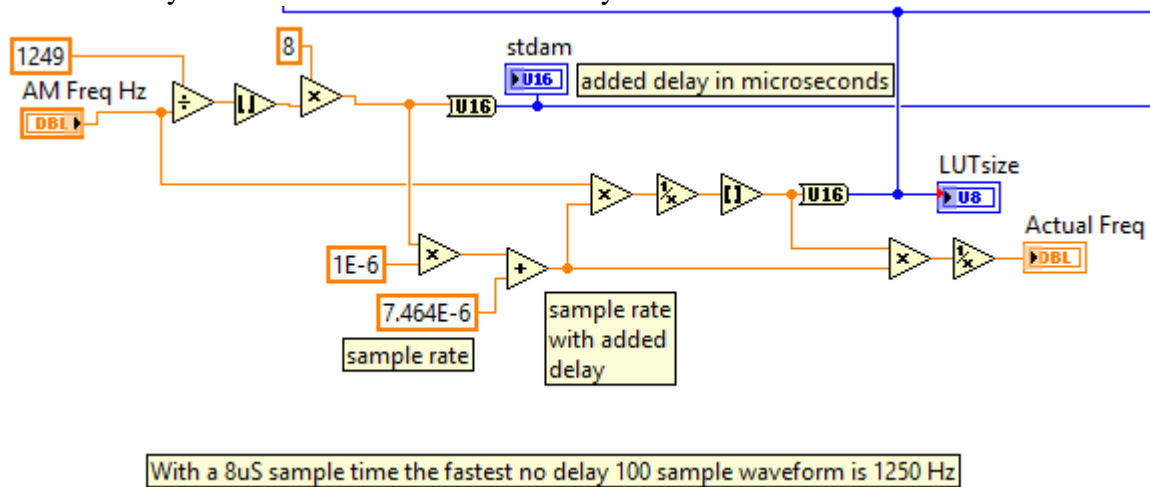 1249
8
stdam
U16
added delay in microseconds
AM Freq Hz
DBL
÷
x
U16
LUTsize
x
1/x
[]
U16
U8
Actual Freq
1E-6
x
+
x
1/x
DBL
7.464E-6
sample rate
sample rate
with added
delay
With a 8uS sample time the fastest no delay 100 sample waveform is 1250 Hz